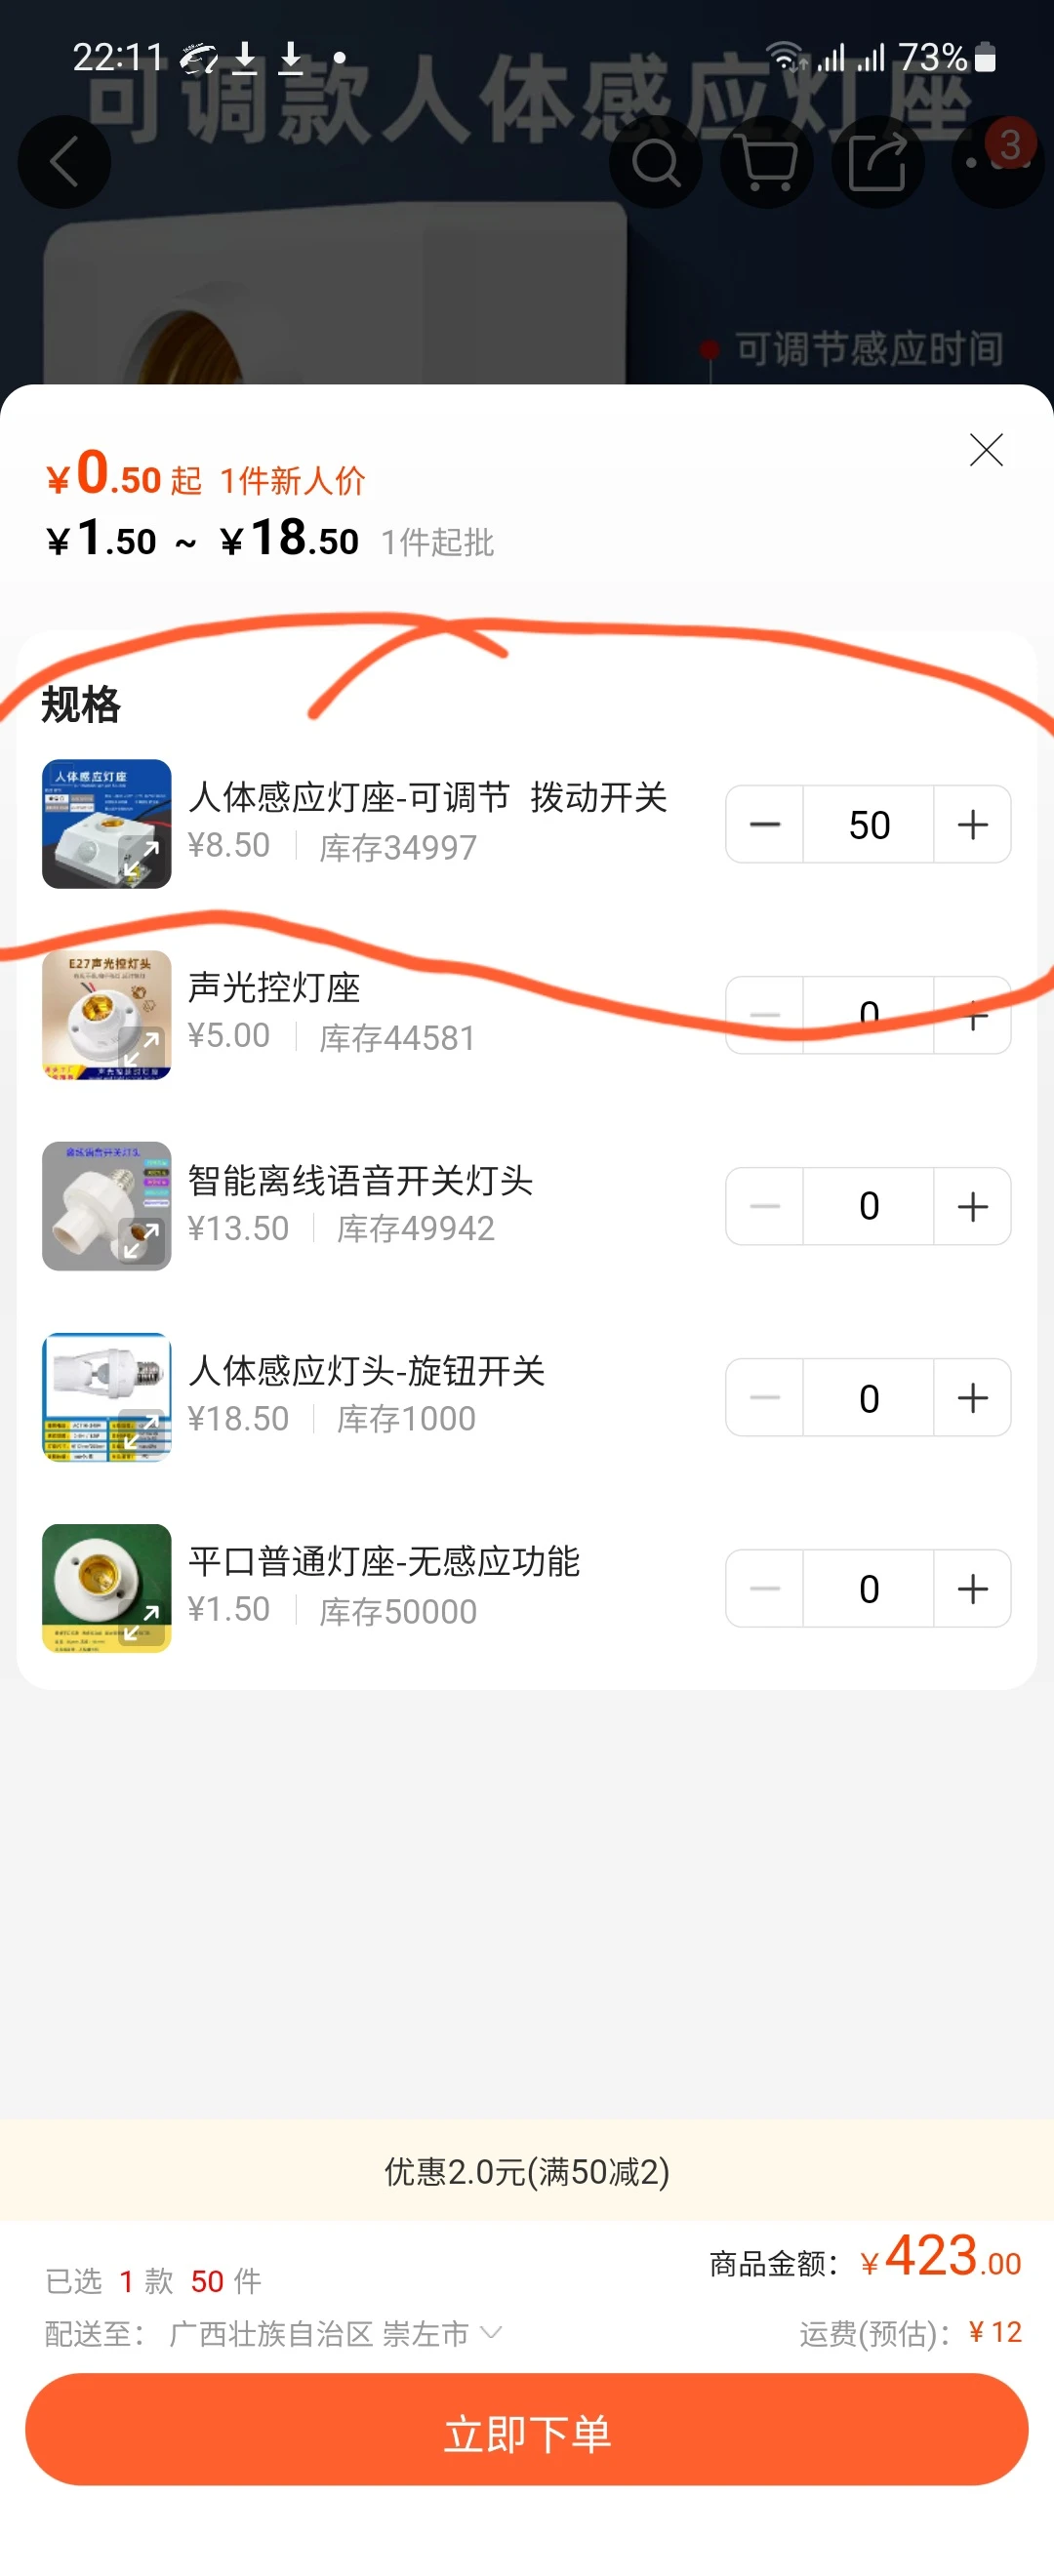 22:11
73%
可调款人体感应灯座
3
可调节感应时间
¥0.50 起 1件新人价
¥1.50 ~ ¥18.50 1件起批
规格
人体感应灯座
人体感应灯座-可调节 拨动开关
¥8.50 库存34997
50
E27声光控灯头
声光控灯座
¥5.00 库存44581
0
离线语音开关灯头
智能离线语音开关灯头
¥13.50 库存49942
0
人体感应灯头-旋钮开关
¥18.50 库存1000
0
平口普通灯座-无感应功能
¥1.50 库存50000
0
优惠2.0元(满50减2)
已选 1 款 50 件
商品金额：¥423.00
配送至： 广西壮族自治区 崇左市
运费(预估)：¥12
立即下单